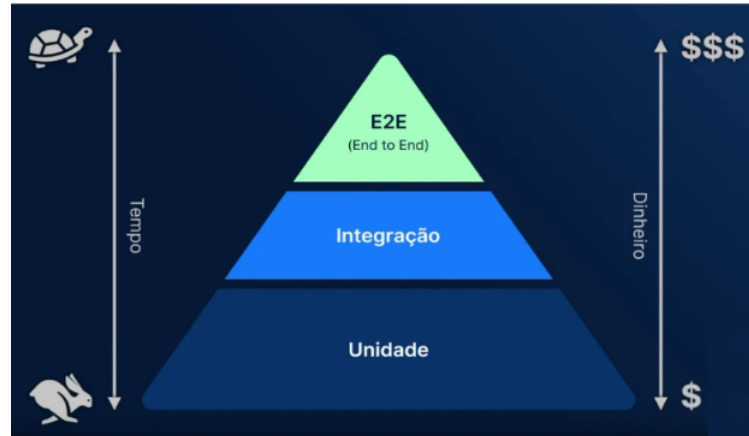 $$$
E2E
(End to End)
Tempo
Dinheiro
Integração
Unidade
$